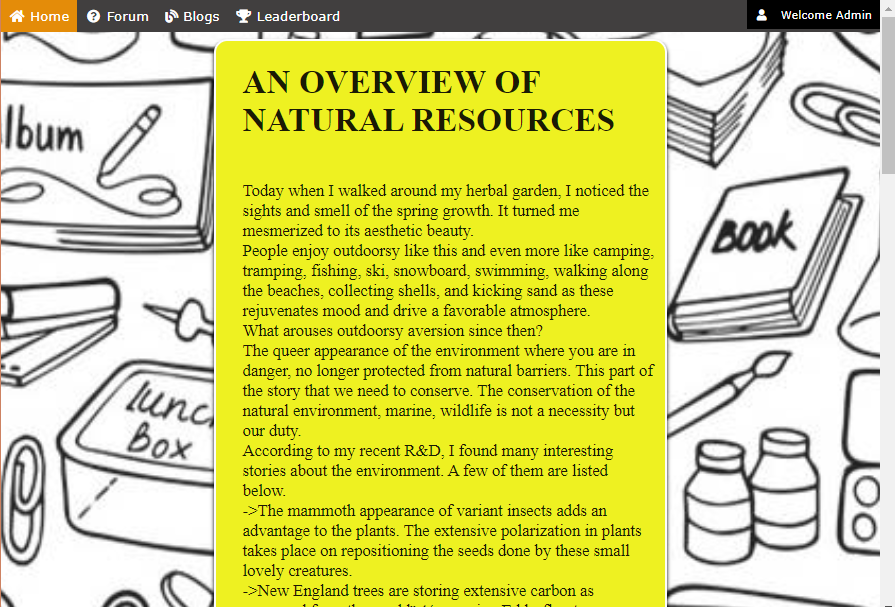 Home Forum Blogs Leaderboard Welcome Admin
AN OVERVIEW OF
NATURAL RESOURCES
lbum
BOOK
lunc
Box
Today when I walked around my herbal garden, I noticed the
sights and smell of the spring growth. It turned me
mesmerized to its aesthetic beauty.
People enjoy outdoorsy like this and even more like camping,
tramping, fishing, ski, snowboard, swimming, walking along
the beaches, collecting shells, and kicking sand as these
rejuvenates mood and drive a favorable atmosphere.
What arouses outdoorsy aversion since then?
The queer appearance of the environment where you are in
danger, no longer protected from natural barriers. This part of
the story that we need to conserve. The conservation of the
natural environment, marine, wildlife is not a necessity but
our duty.
According to my recent R&D, I found many interesting
stories about the environment. A few of them are listed
below.
->The mammoth appearance of variant insects adds an
advantage to the plants. The extensive polarization in plants
takes place on repositioning the seeds done by these small
lovely creatures.
->New England trees are storing extensive carbon as